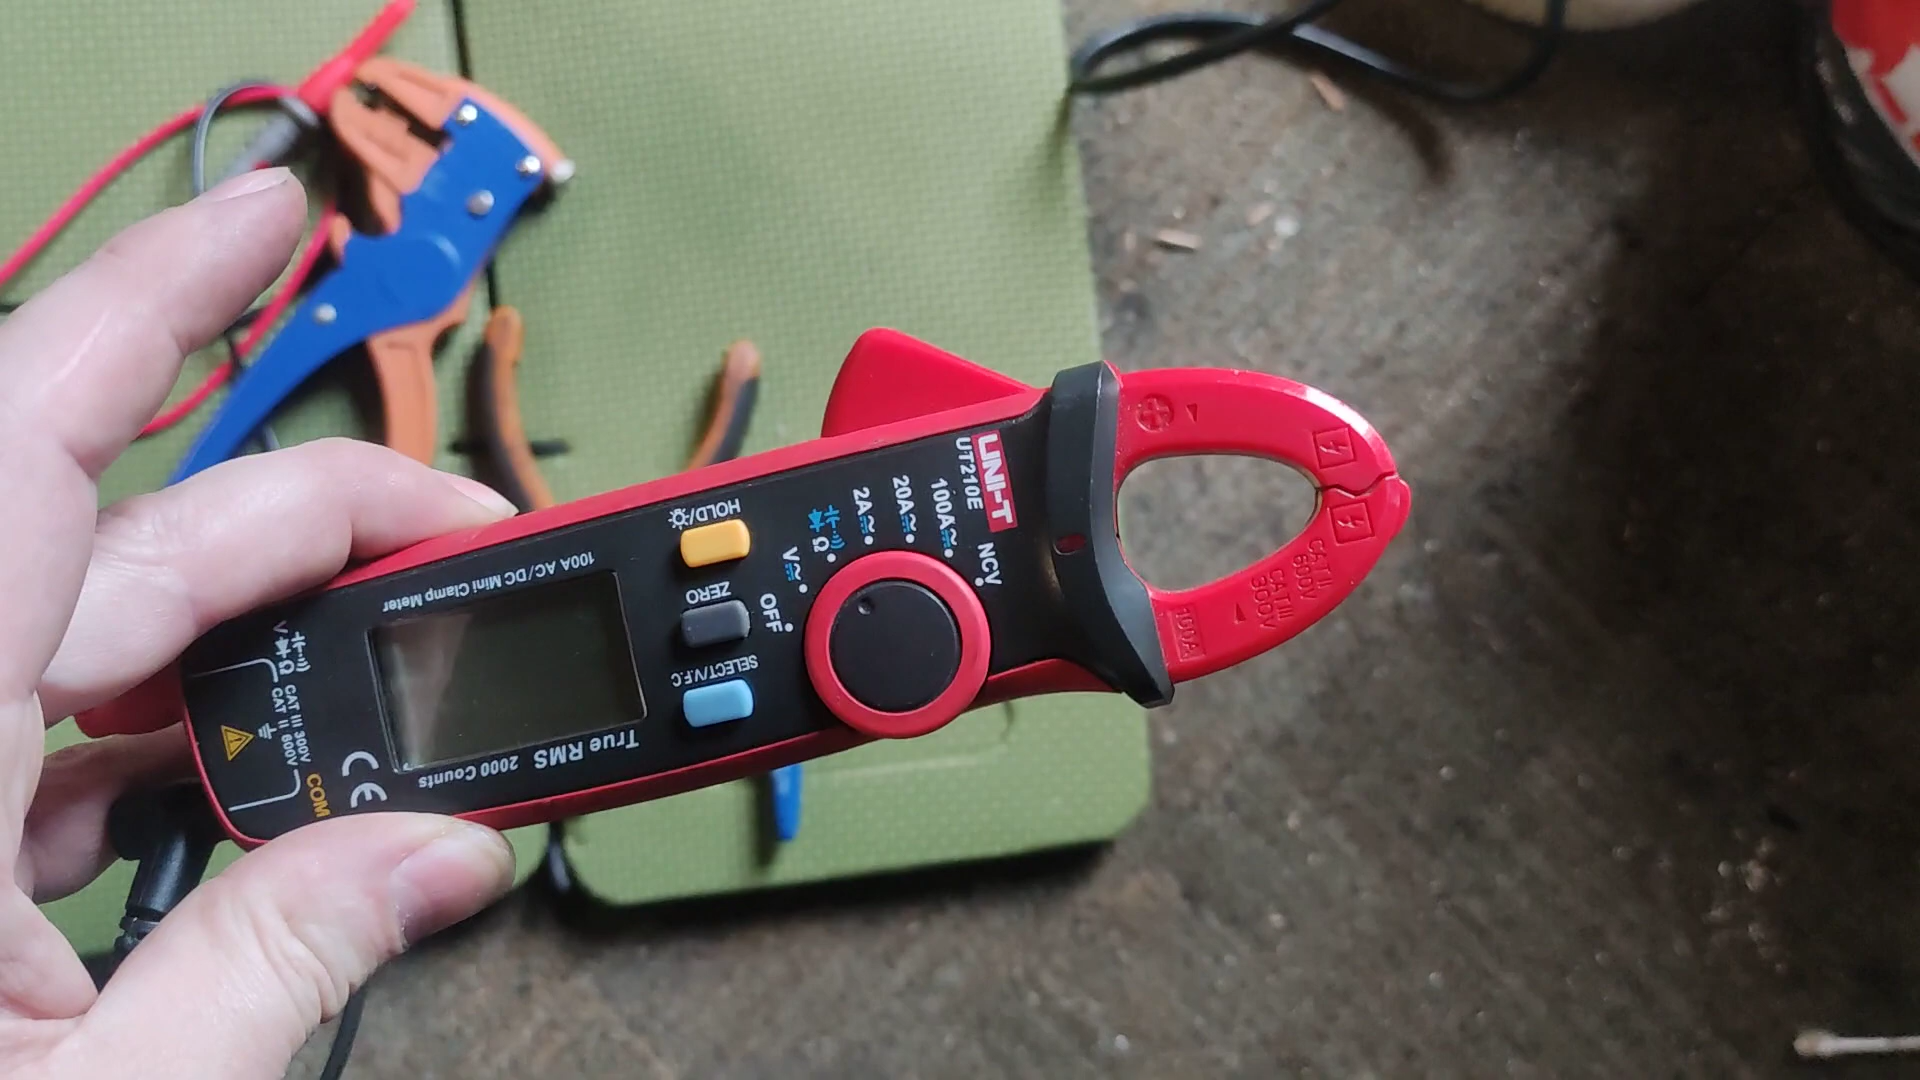 100A
CAT III
300V
CAT II
600V
UNI-T
UT210E
NCV
100A
20A
2A
Ω
V
OFF
HOLD/
ZERO
SELECT/V.F.C
100A AC/DC Mini Clamp Meter
True RMS 2000 Counts
V Ω
CAT III 300V
CAT II 600V
COM
CE